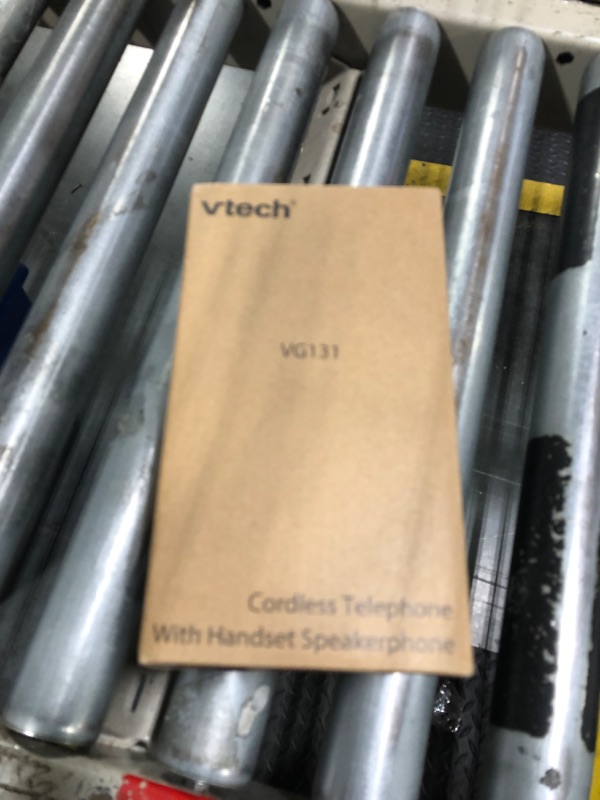 vtech®
VG131
Cordless Telephone
With Handset Speakerphone